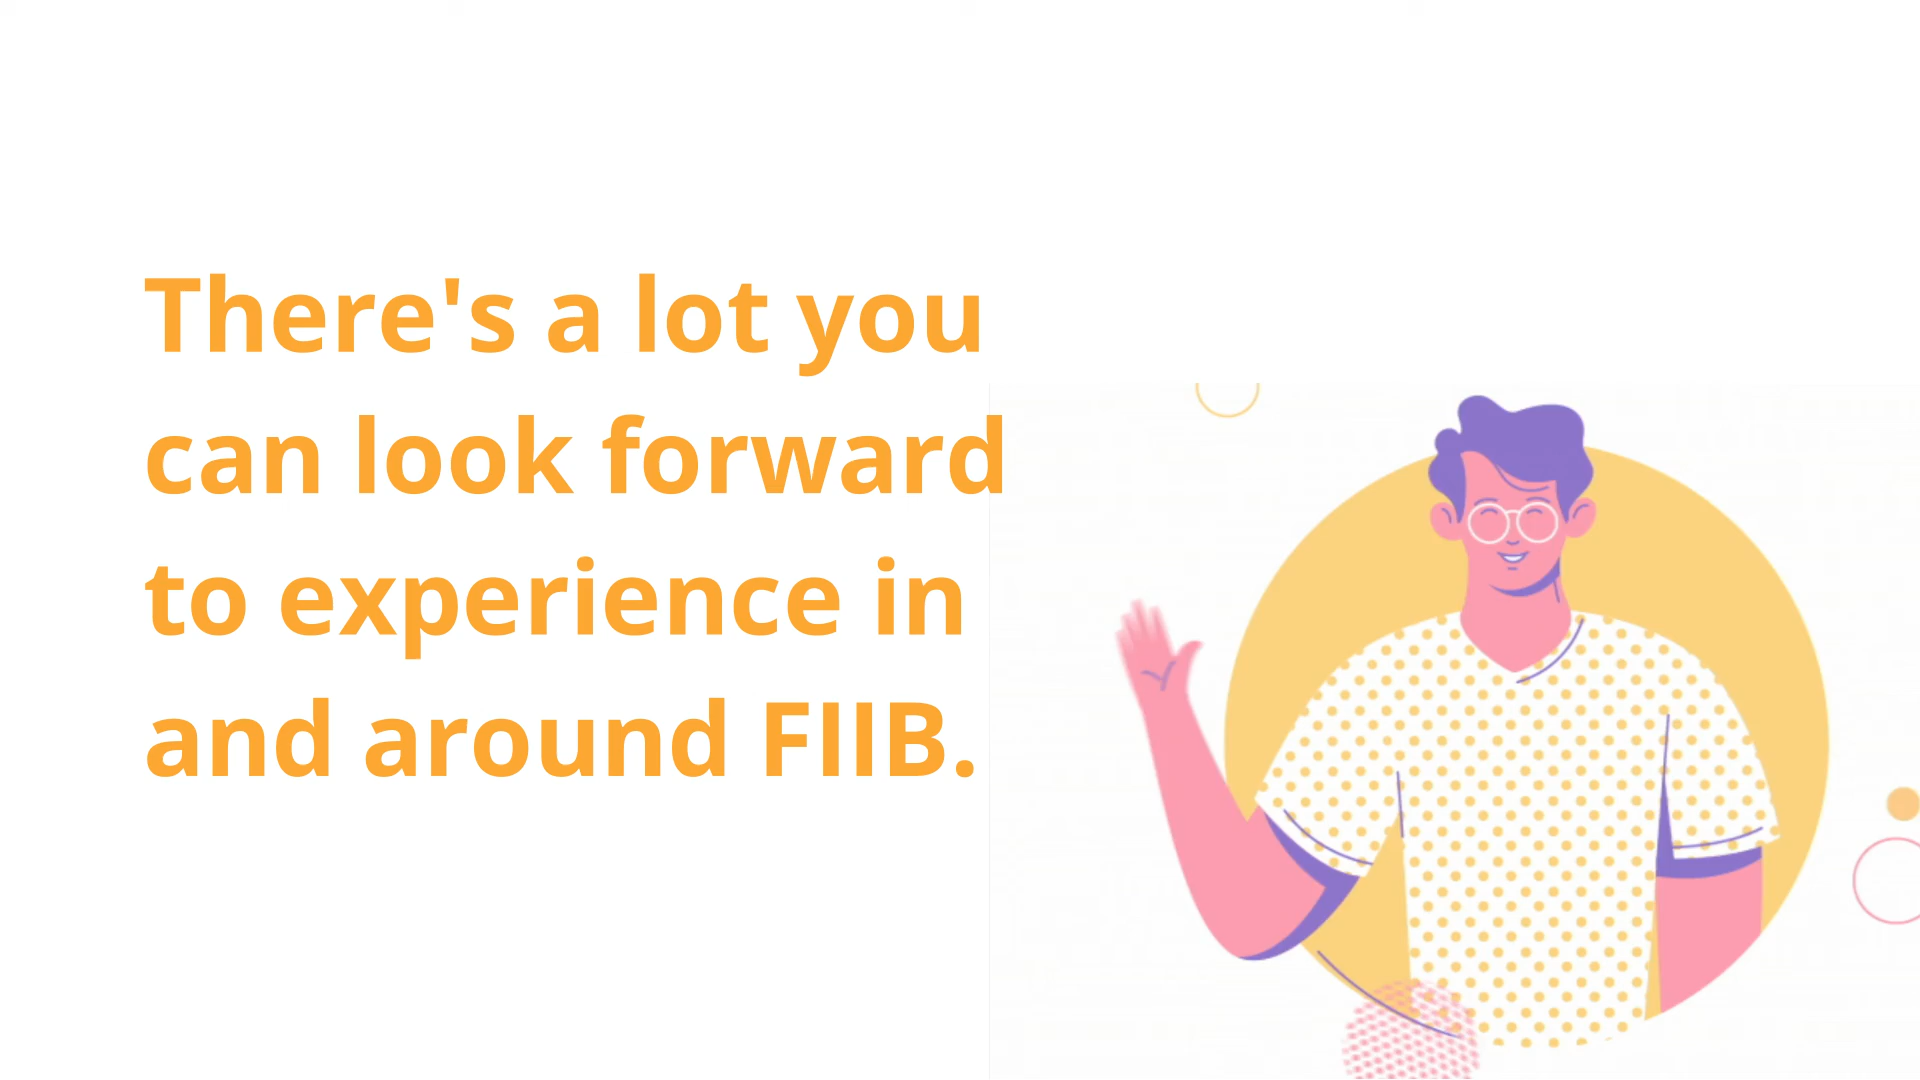 There's a lot you
can look forward
to experience in
and around FIIB.